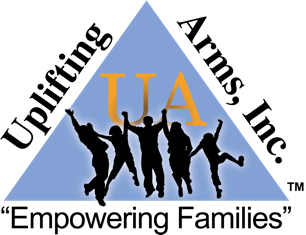 Uplifting
Arms, Inc.
UA
TM
“Empowering Families”